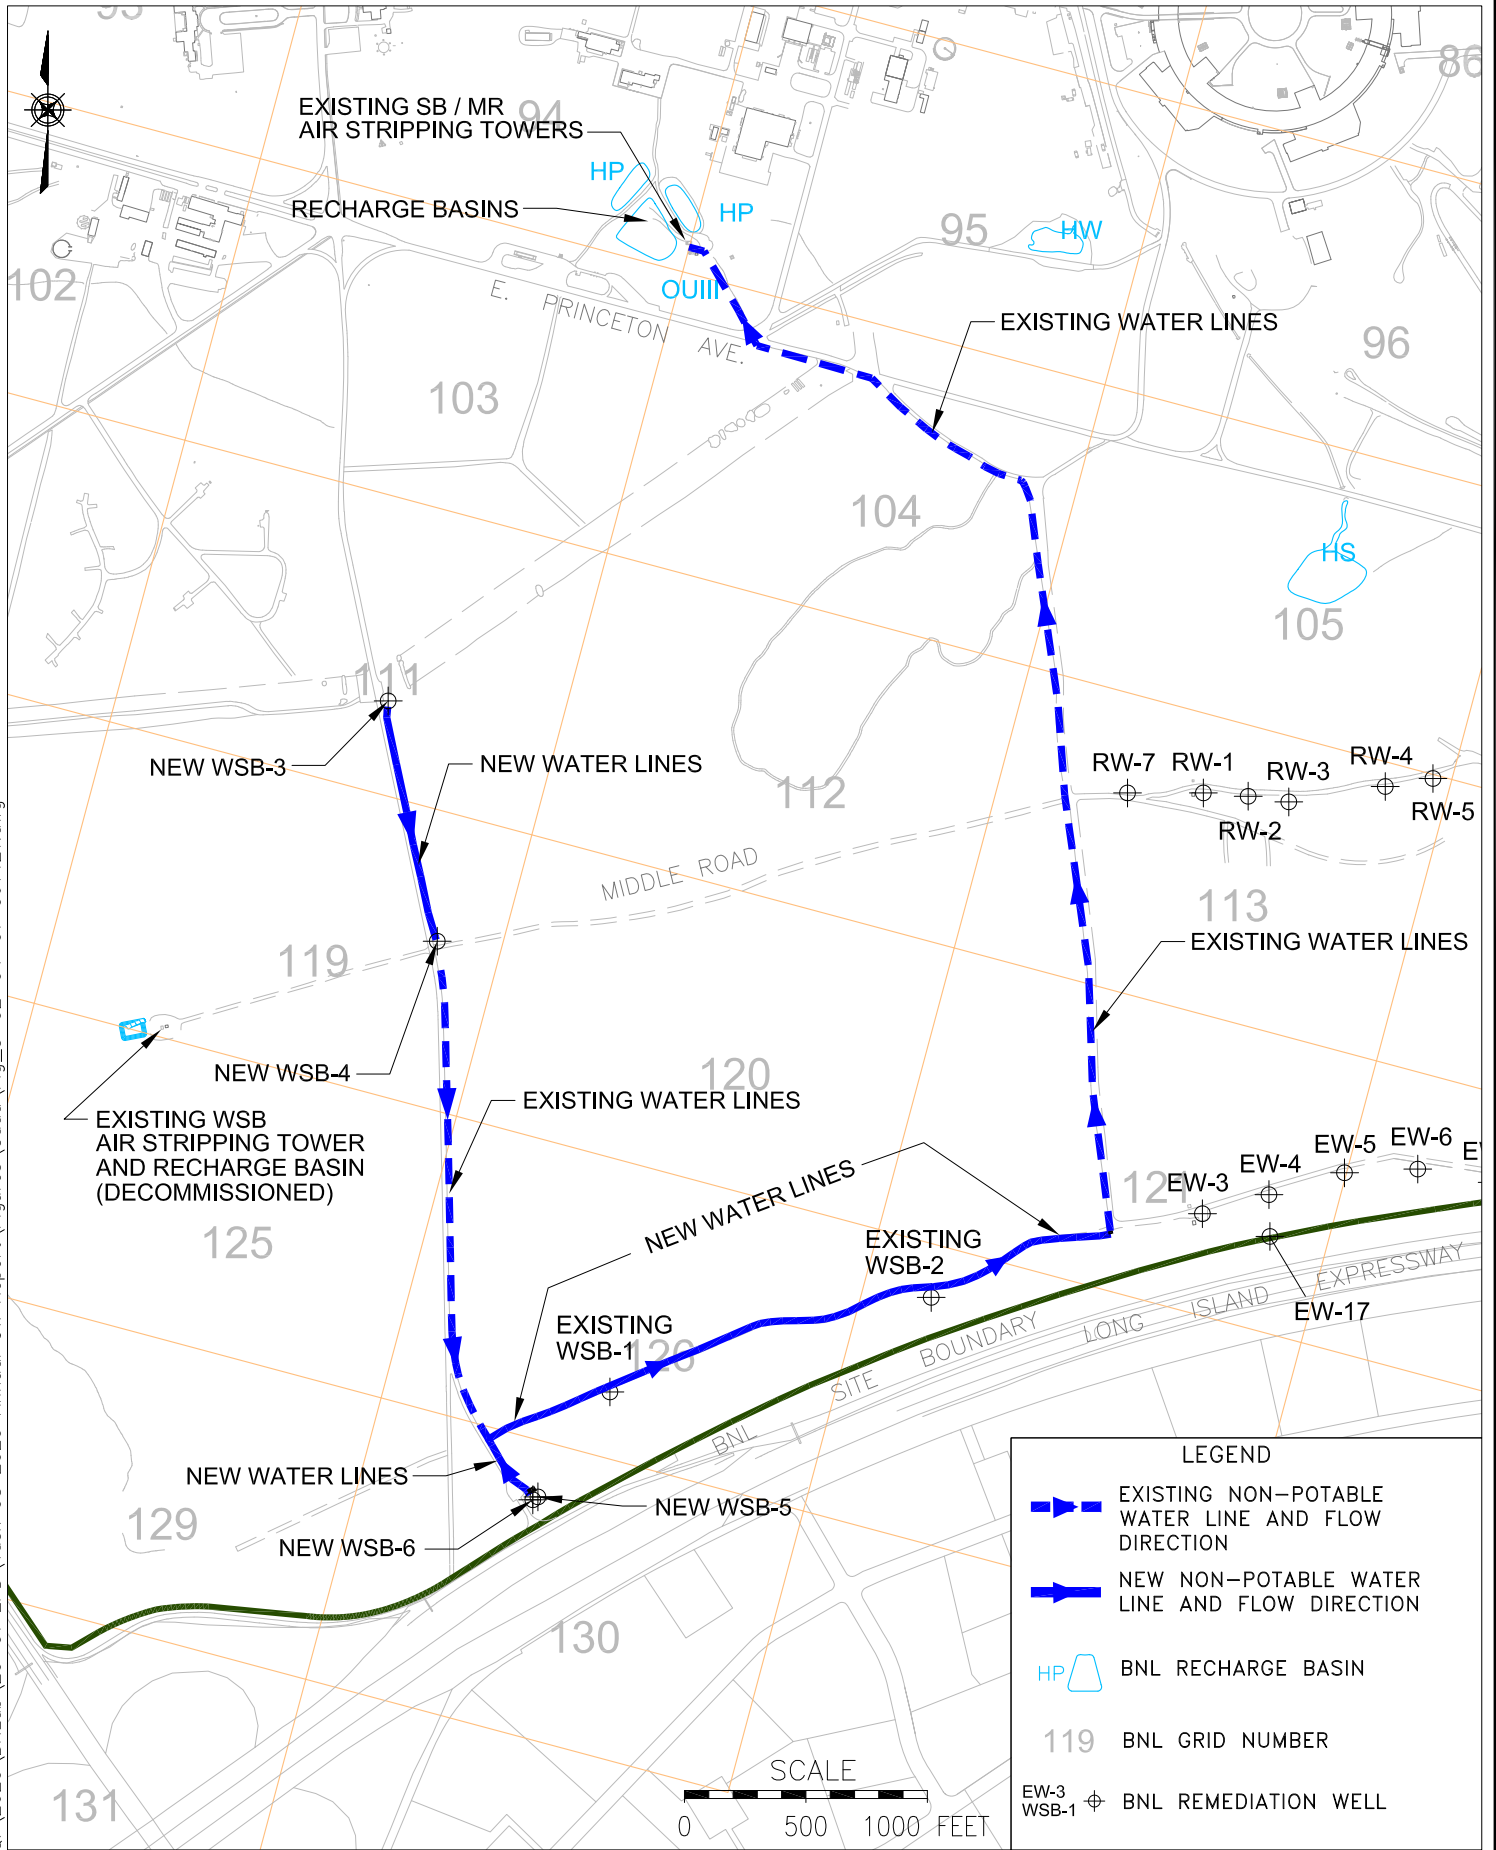 93
86
94
EXISTING SB / MR
AIR STRIPPING TOWERS
HP
RECHARGE BASINS
HP
95
HW
102
OUIII
E. PRINCETON AVE.
EXISTING WATER LINES
96
103
104
HS
105
111
NEW WSB-3
NEW WATER LINES
112
RW-7
RW-1
RW-3
RW-4
RW-2
RW-5
MIDDLE ROAD
113
119
EXISTING WATER LINES
NEW WSB-4
120
EXISTING WATER LINES
EXISTING WSB
AIR STRIPPING TOWER
AND RECHARGE BASIN
(DECOMMISSIONED)
125
NEW WATER LINES
121
EW-3
EW-4
EW-5
EW-6
EXISTING
WSB-2
EW-17
EXISTING
WSB-1
126
BNL SITE BOUNDARY
LONG ISLAND EXPRESSWAY
NEW WATER LINES
NEW WSB-5
129
NEW WSB-6
130
131
SCALE
0 500 1000 FEET
LEGEND
EXISTING NON-POTABLE
WATER LINE AND FLOW
DIRECTION
NEW NON-POTABLE WATER
LINE AND FLOW DIRECTION
HP BNL RECHARGE BASIN
119 BNL GRID NUMBER
EW-3
WSB-1 BNL REMEDIATION WELL